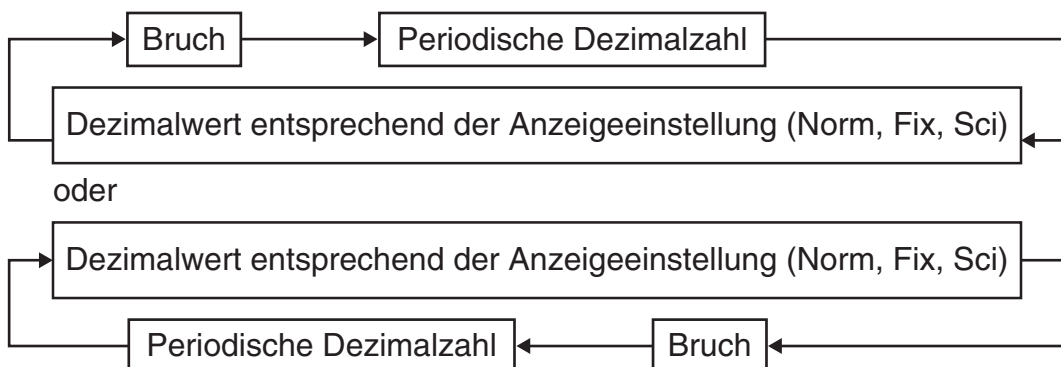 Bruch Periodische Dezimalzahl
Dezimalwert entsprechend der Anzeigeeinstellung (Norm, Fix, Sci)
oder
Dezimalwert entsprechend der Anzeigeeinstellung (Norm, Fix, Sci)
Periodische Dezimalzahl Bruch